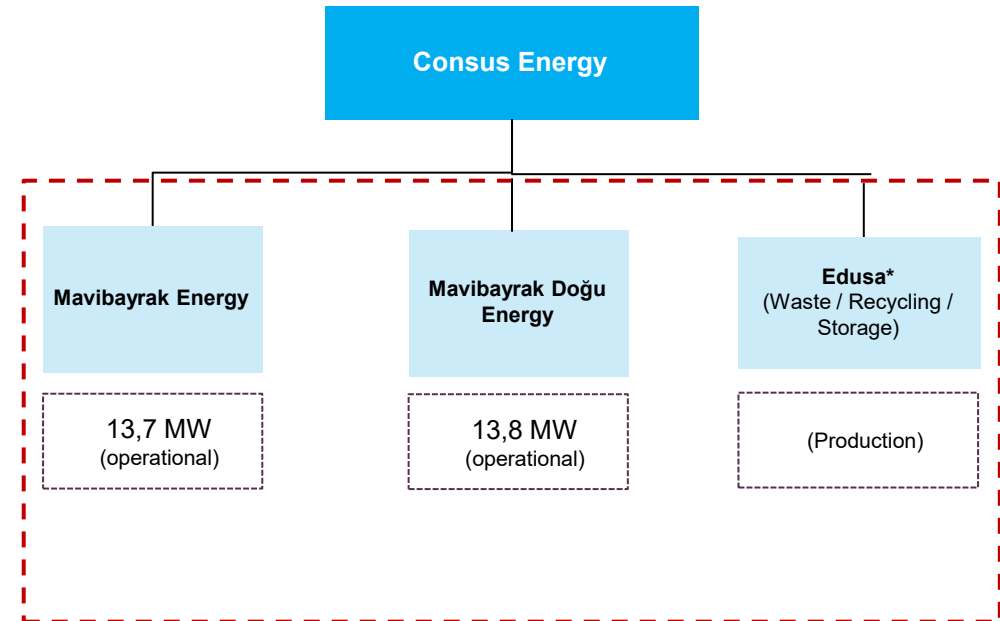 Consus Energy
Mavibayrak Energy
Mavibayrak Doğu
Energy
Edusa*
(Waste / Recycling /
Storage)
13,7 MW
(operational)
13,8 MW
(operational)
(Production)